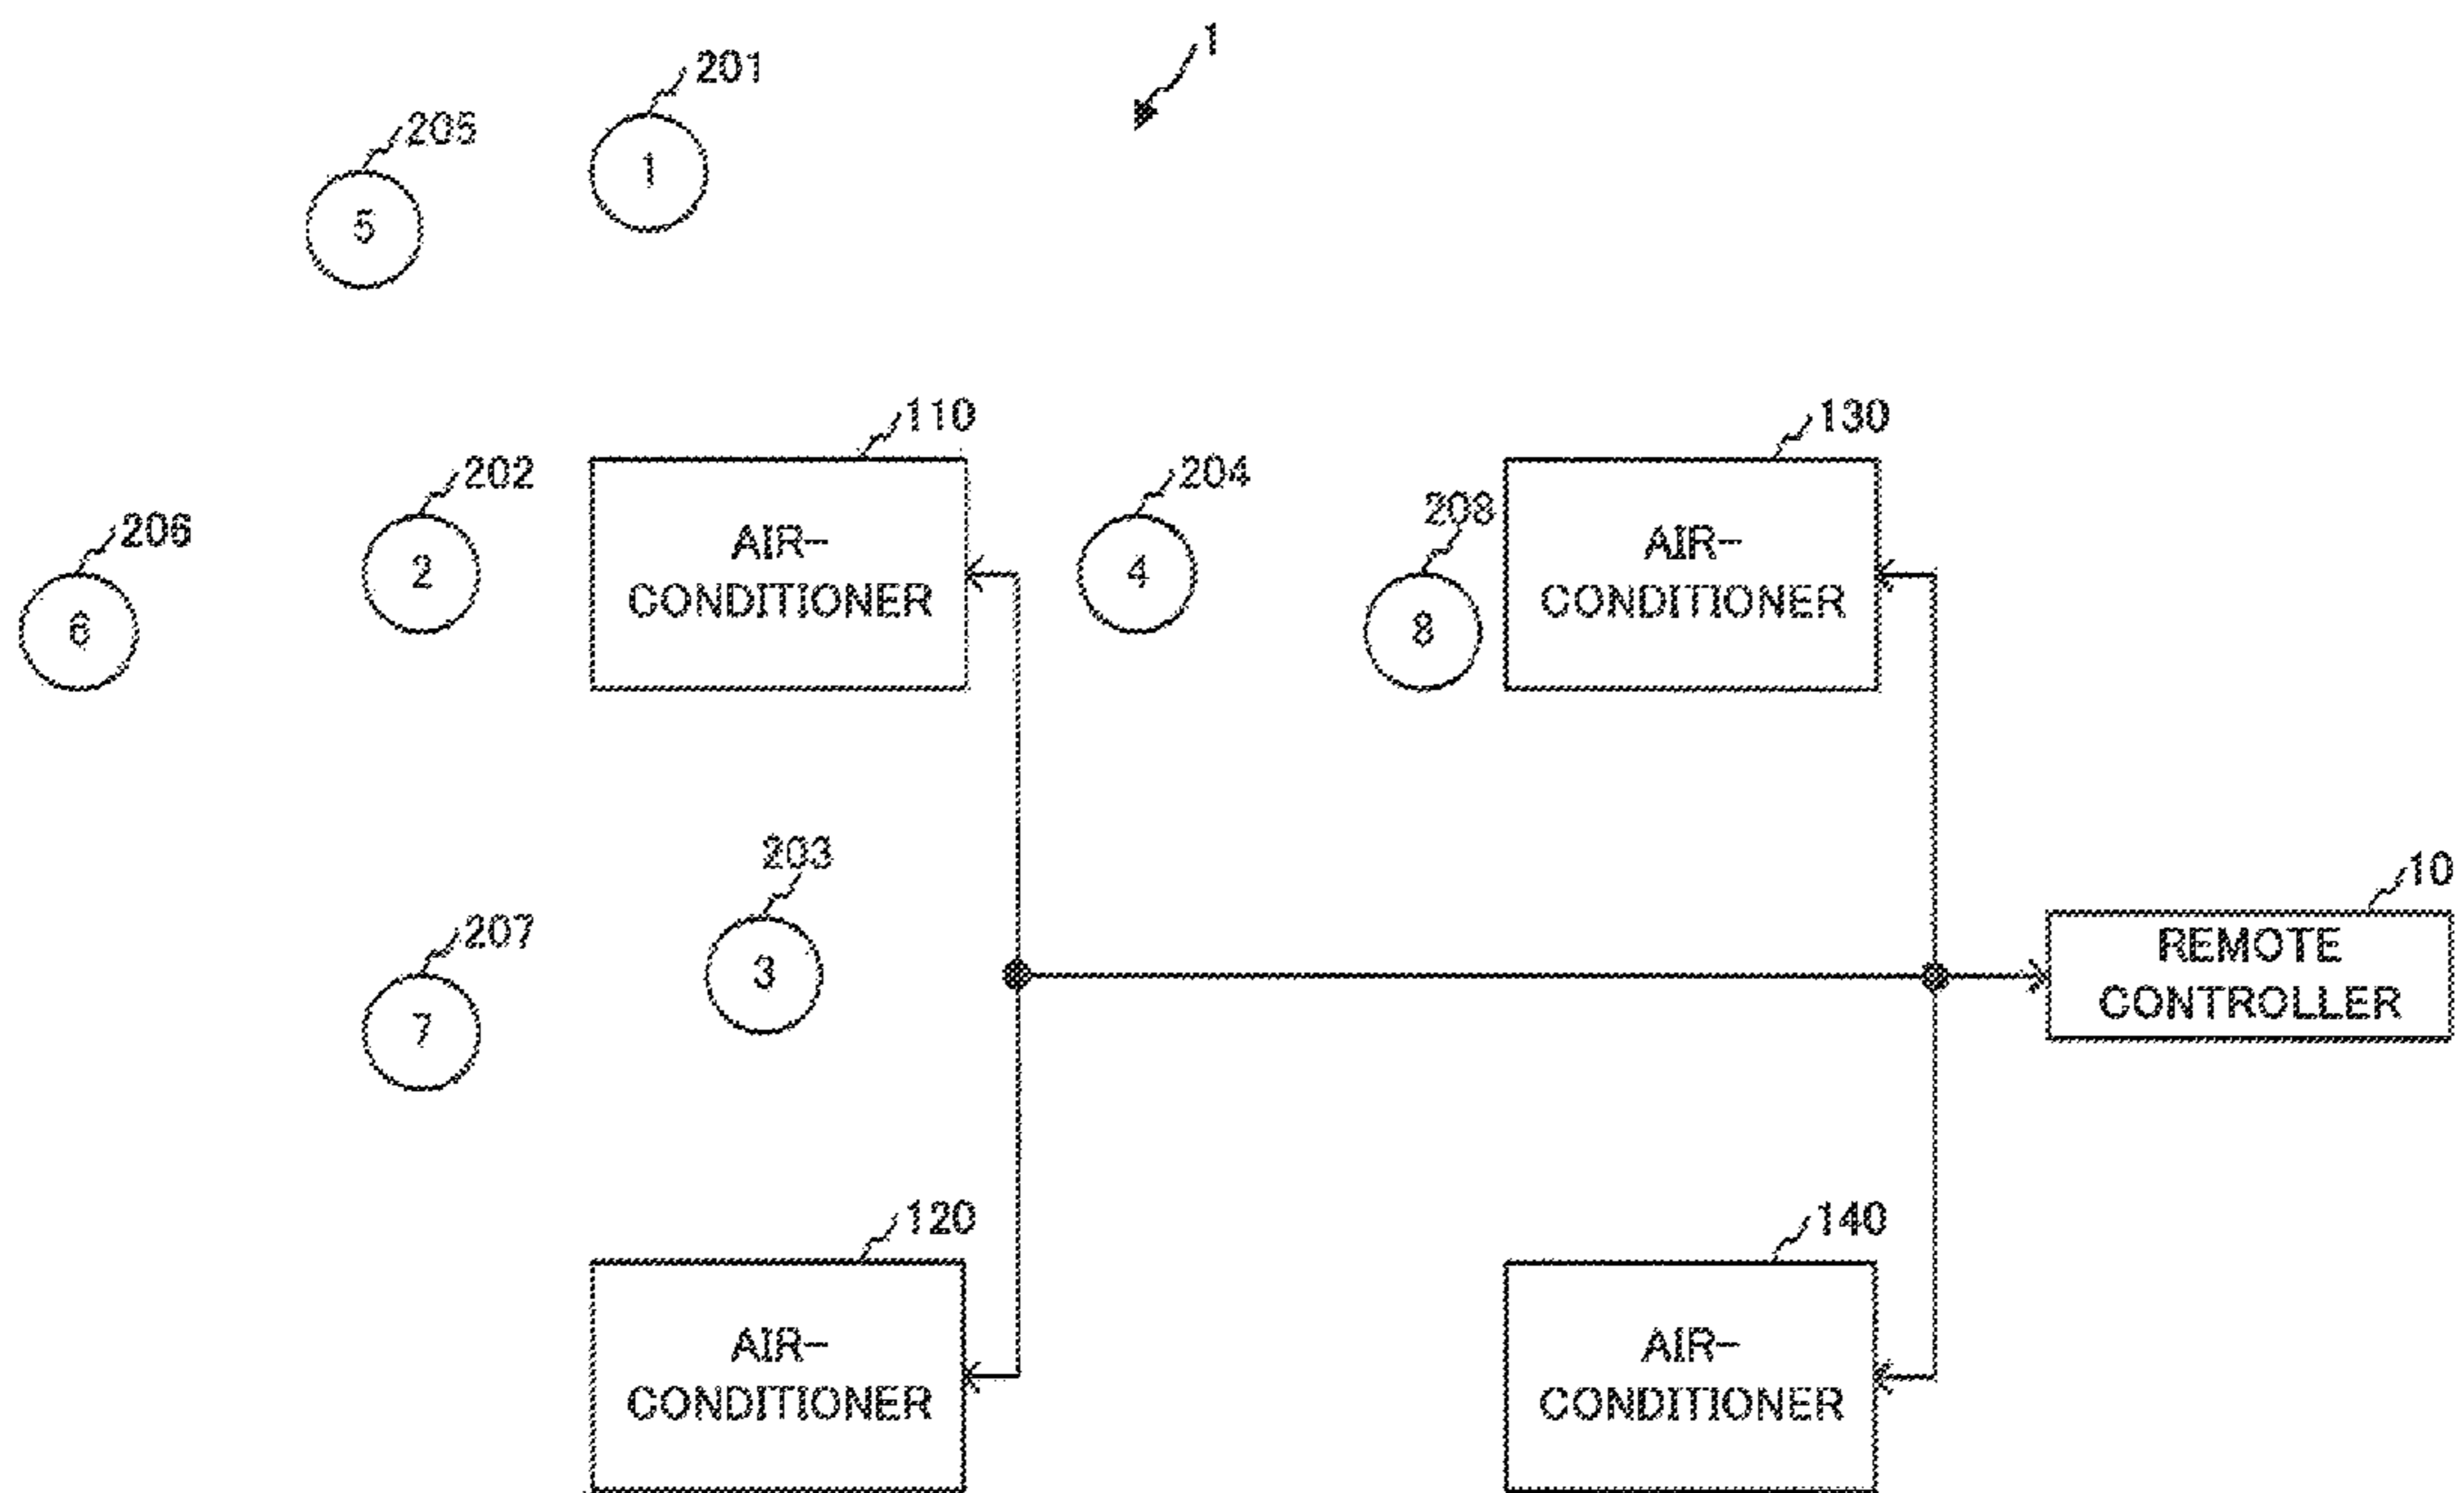 1
201
205
1
5
110
130
202
204
208
206
AIR-
CONDITIONER
AIR-
CONDITIONER
2
4
6
8
203
10
207
REMOTE
CONTROLLER
3
7
120
140
AIR-
CONDITIONER
AIR-
CONDITIONER